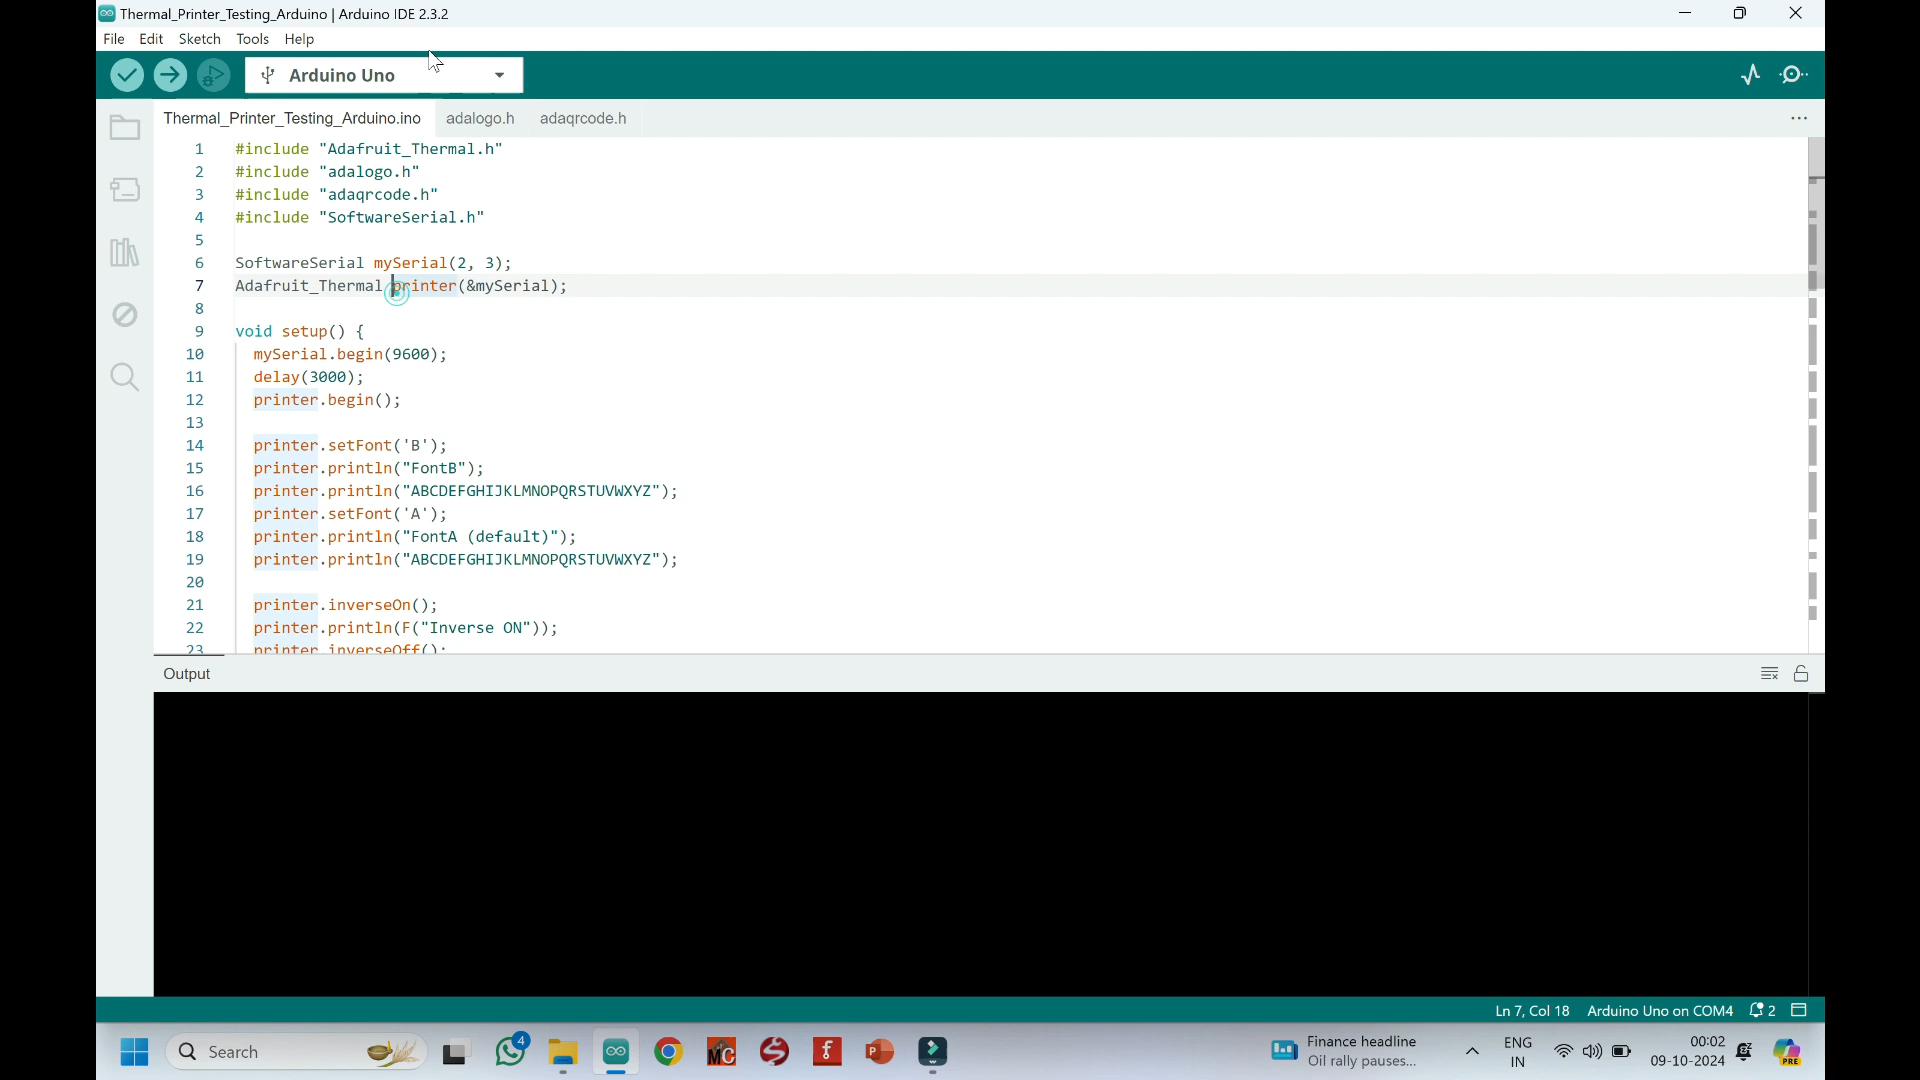 Thermal_Printer_Testing_Arduino | Arduino IDE 2.3.2
File Edit Sketch Tools Help
Arduino Uno
Thermal_Printer_Testing_Arduino.ino adalogo.h adaqrcode.h ...
1 #include "Adafruit_Thermal.h"
2 #include "adalogo.h"
3 #include "adaqrcode.h"
4 #include "SoftwareSerial.h"
5
6 SoftwareSerial mySerial(2, 3);
7 Adafruit_Thermal printer(&mySerial);
8
9 void setup() {
10 mySerial.begin(9600);
11 delay(3000);
12 printer.begin();
13
14 printer.setFont('B');
15 printer.println("FontB");
16 printer.println("ABCDEFGHIJKLMNOPQRSTUVWXYZ");
17 printer.setFont('A');
18 printer.println("FontA (default)");
19 printer.println("ABCDEFGHIJKLMNOPQRSTUVWXYZ");
20
21 printer.inverseOn();
22 printer.println(F("Inverse ON"));
23 printer.inverseOff();
Output
Ln 7, Col 18 Arduino Uno on COM4 2
Search
4
MC
f
P
Finance headline
Oil rally pauses...
ENG
IN
00:02
09-10-2024
PRE